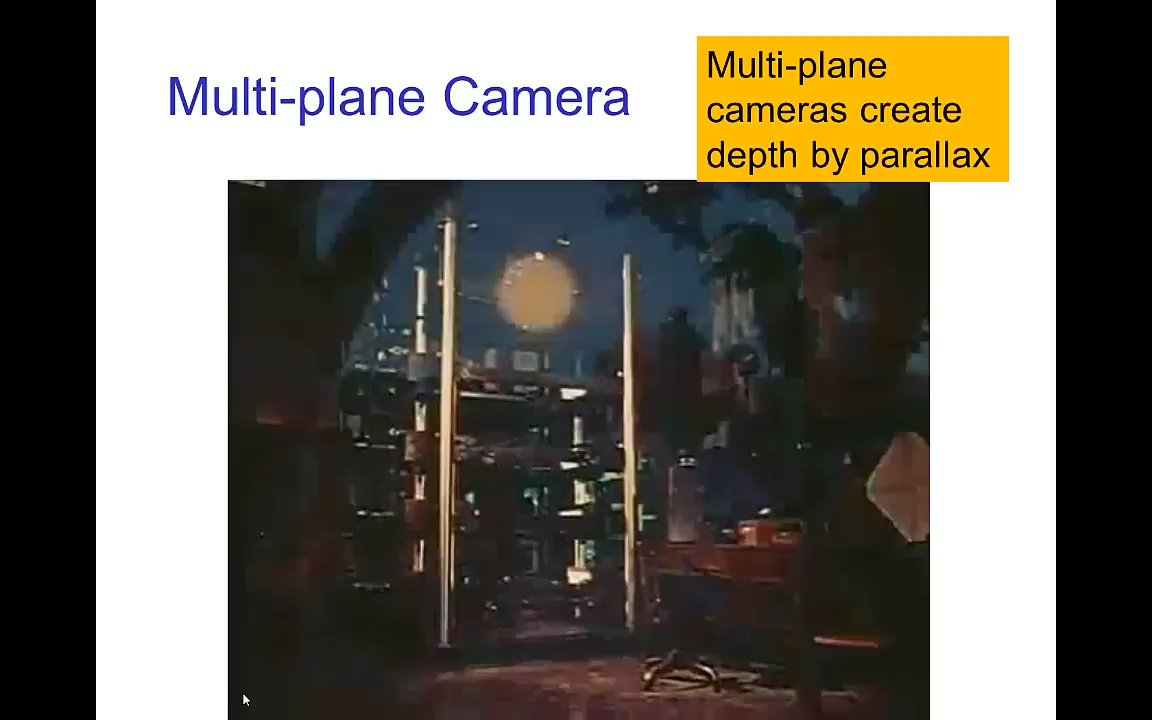 Multi-plane Camera
Multi-plane
cameras create
depth by parallax